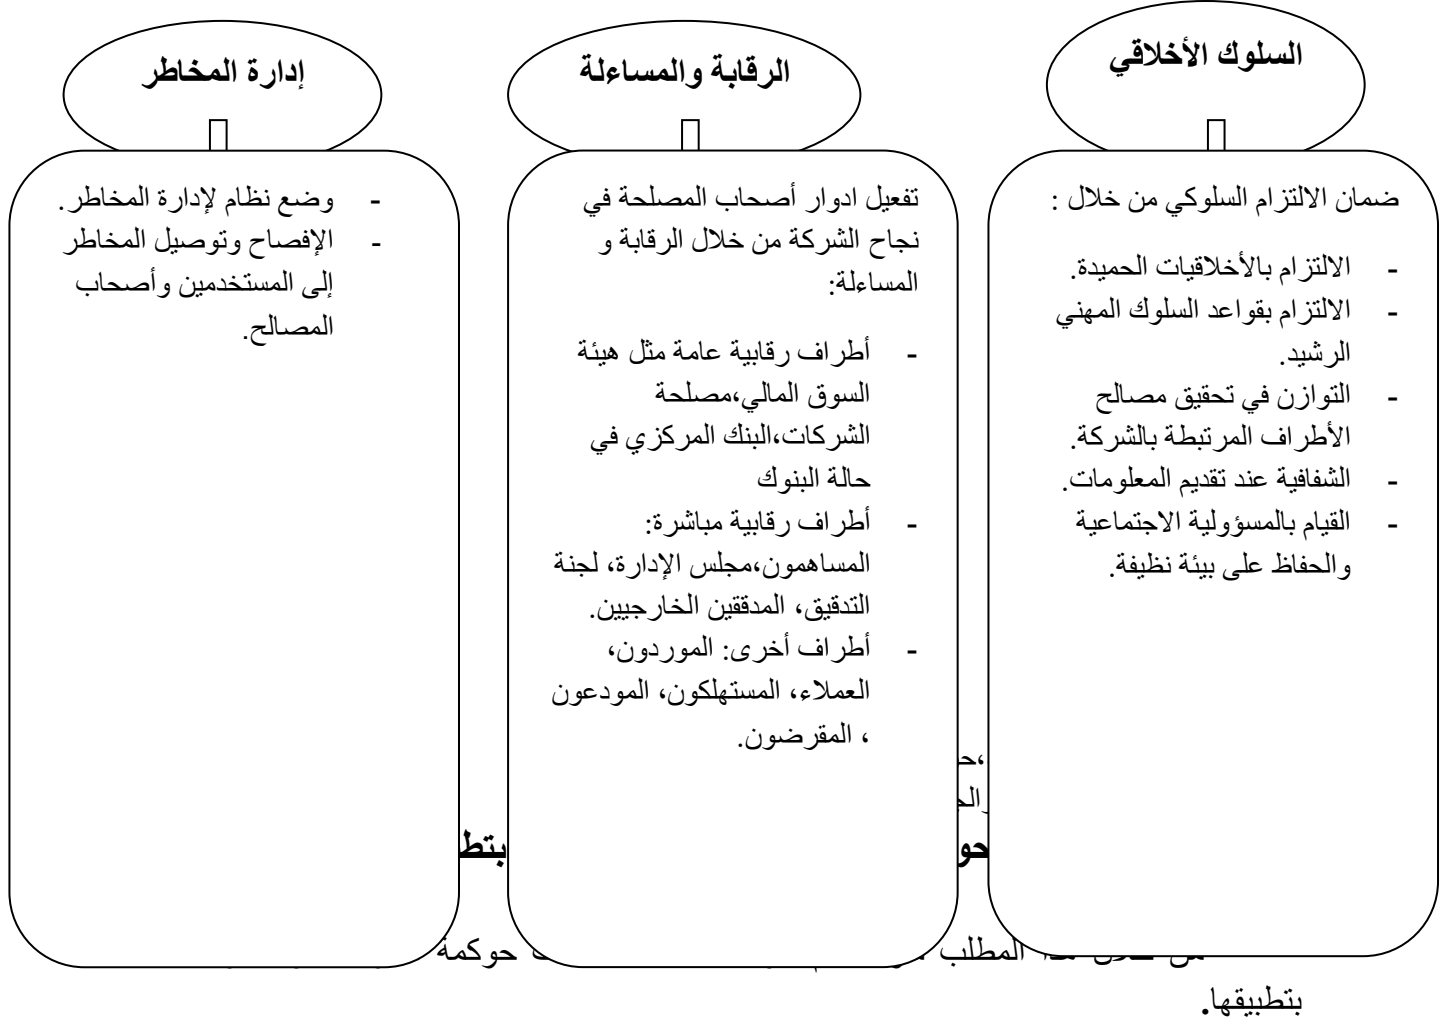 السلوك الأخلاقي
ضمان الالتزام السلوكي من خلال :
- الالتزام بالأخلاقيات الحميدة.
- الالتزام بقواعد السلوك المهني
الرشيد.
- التوازن في تحقيق مصالح
الأطراف المرتبطة بالشركة.
- الشفافية عند تقديم المعلومات.
- القيام بالمسؤولية الاجتماعية
والحفاظ على بيئة نظيفة.
الرقابة والمساءلة
تفعيل ادوار أصحاب المصلحة في
نجاح الشركة من خلال الرقابة و
المساءلة:
- أطراف رقابية عامة مثل هيئة
السوق المالي،مصلحة
الشركات،البنك المركزي في
حالة البنوك
- أطراف رقابية مباشرة:
المساهمون،مجلس الإدارة، لجنة
التدقيق، المدققين الخارجيين.
- أطراف أخرى: الموردون،
العملاء، المستهلكون، المودعون
، المقرضون.
إدارة المخاطر
- وضع نظام لإدارة المخاطر.
- الإفصاح وتوصيل المخاطر
إلى المستخدمين وأصحاب
المصالح.
المطلب حوكمة
بتطبيقها.